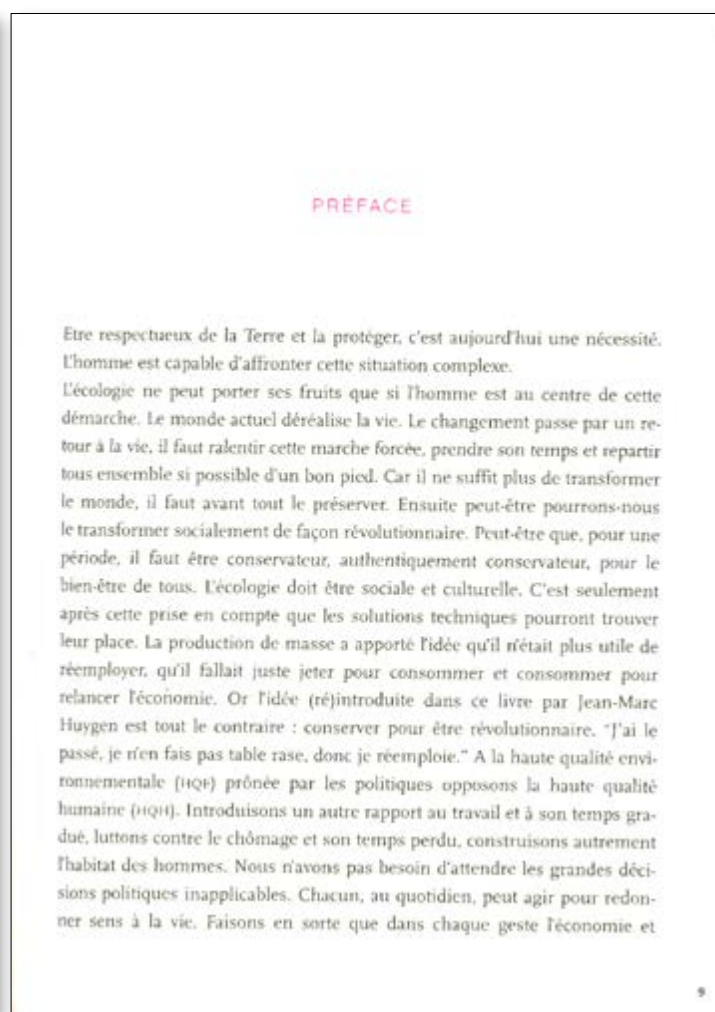 PRÉFACE
Etre respectueux de la Terre et la protéger, c'est aujourd'hui une nécessité.
L'homme est capable d'affronter cette situation complexe.
L'écologie ne peut porter ses fruits que si l'homme est au centre de cette
démarche. Le monde actuel déréalise la vie. Le changement passe par un re-
tour à la vie, il faut ralentir cette marche forcée, prendre son temps et repartir
tous ensemble si possible d'un bon pied. Car il ne suffit plus de transformer
le monde, il faut avant tout le préserver. Ensuite peut-être pourrons-nous
le transformer socialement de façon révolutionnaire. Peut-être que, pour une
période, il faut être conservateur, authentiquement conservateur, pour le
bien-être de tous. L'écologie doit être sociale et culturelle. C'est seulement
après cette prise en compte que les solutions techniques pourront trouver
leur place. La production de masse a apporté l'idée qu'il n'était plus utile de
réemployer, qu'il fallait juste jeter pour consommer et consommer pour
relancer l'économie. Or l'idée (ré)introduite dans ce livre par Jean-Marc
Huygen est tout le contraire : conserver pour être révolutionnaire. "J'ai le
passé, je n'en fais pas table rase, donc je réemploie." A la haute qualité envi-
ronnementale (HQE) prônée par les politiques opposons la haute qualité
humaine (HQH). Introduisons un autre rapport au travail et à son temps gra-
dué, luttons contre le chômage et son temps perdu, construisons autrement
l'habitat des hommes. Nous n'avons pas besoin d'attendre les grandes déci-
sions politiques inapplicables. Chacun, au quotidien, peut agir pour redon-
ner sens à la vie. Faisons en sorte que dans chaque geste l'économie et
9